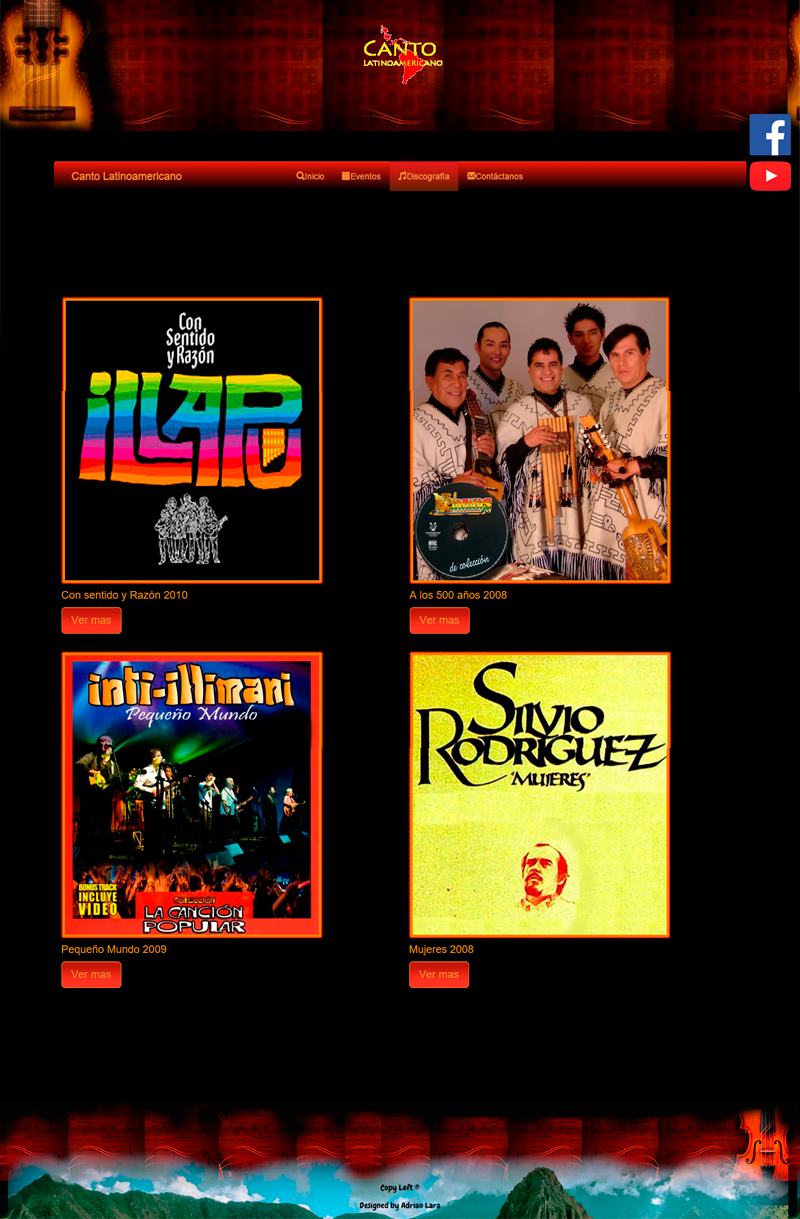 CANTO
LATINOAMERICANO
Canto Latinoamericano
Inicio
Eventos
Discografía
Contáctanos
Con
Sentido
y Razón
iLLAPU
de colección
Con sentido y Razón 2010
A los 500 años 2008
Ver mas
Ver mas
inti-illimani
Pequeño Mundo
BONUS TRACK
INCLUYE
VIDEO
Colección
LA CANCIÓN
POPULAR
SILVIO
RODRÍGUEZ
"MUJERES"
Pequeño Mundo 2009
Mujeres 2008
Ver mas
Ver mas
Copy Left ©
Designed by Adrian Lara